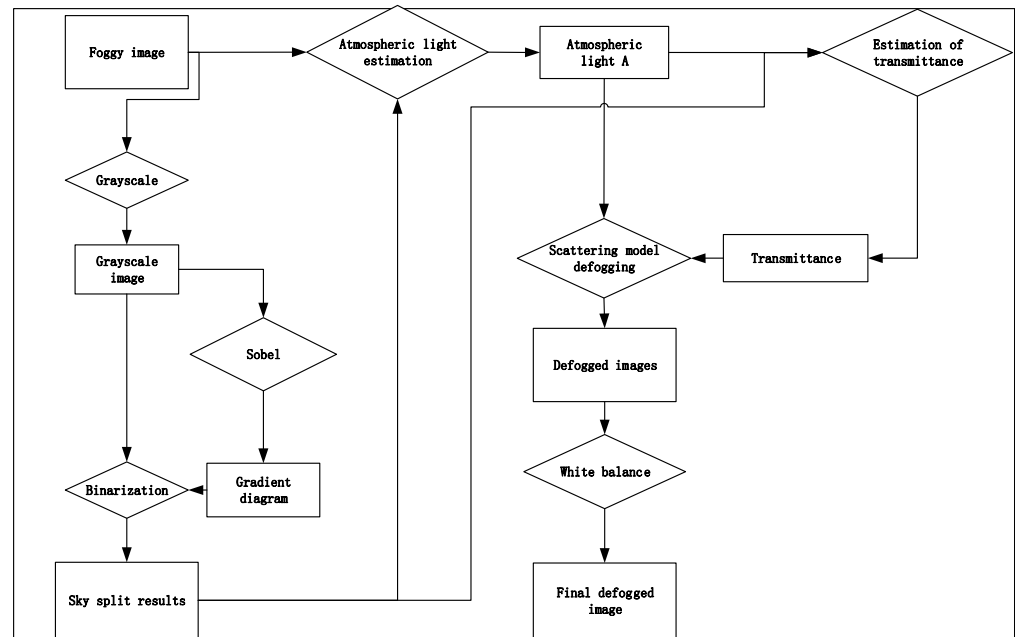 Foggy image
Atmospheric light
estimation
Atmospheric
light A
Estimation of
transmittance
Grayscale
Grayscale
image
Scattering model
defogging
Transmittance
Sobel
Defogged images
Binarization
Gradient
diagram
White balance
Sky split results
Final defogged
image